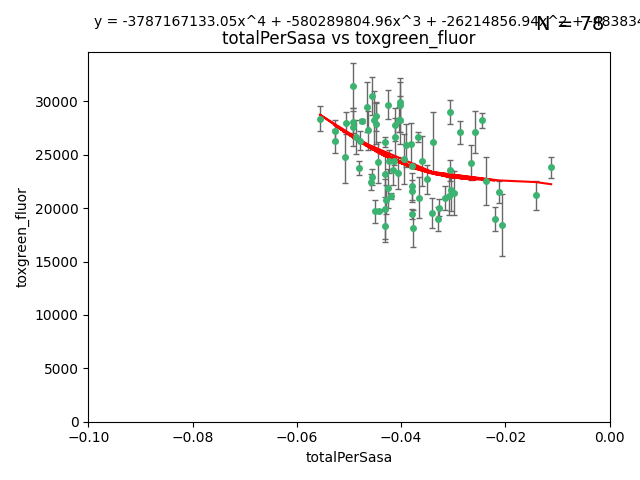 y = -3787167133.05x^4 + -580289804.96x^3 + -26214856.94x^2 +
N = 78
totalPerSasa vs toxgreen_fluor
30000
25000
20000
15000
10000
5000
0
toxgreen_fluor
−0.10 −0.08 −0.06 −0.04 −0.02 0.00
totalPerSasa